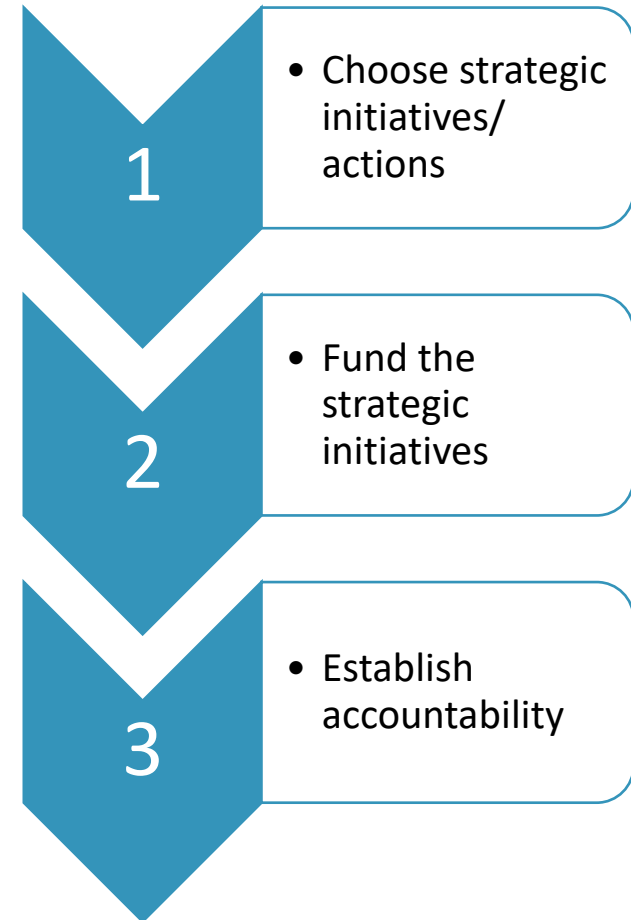 1
• Choose strategic
initiatives/
actions
2
• Fund the
strategic
initiatives
3
• Establish
accountability